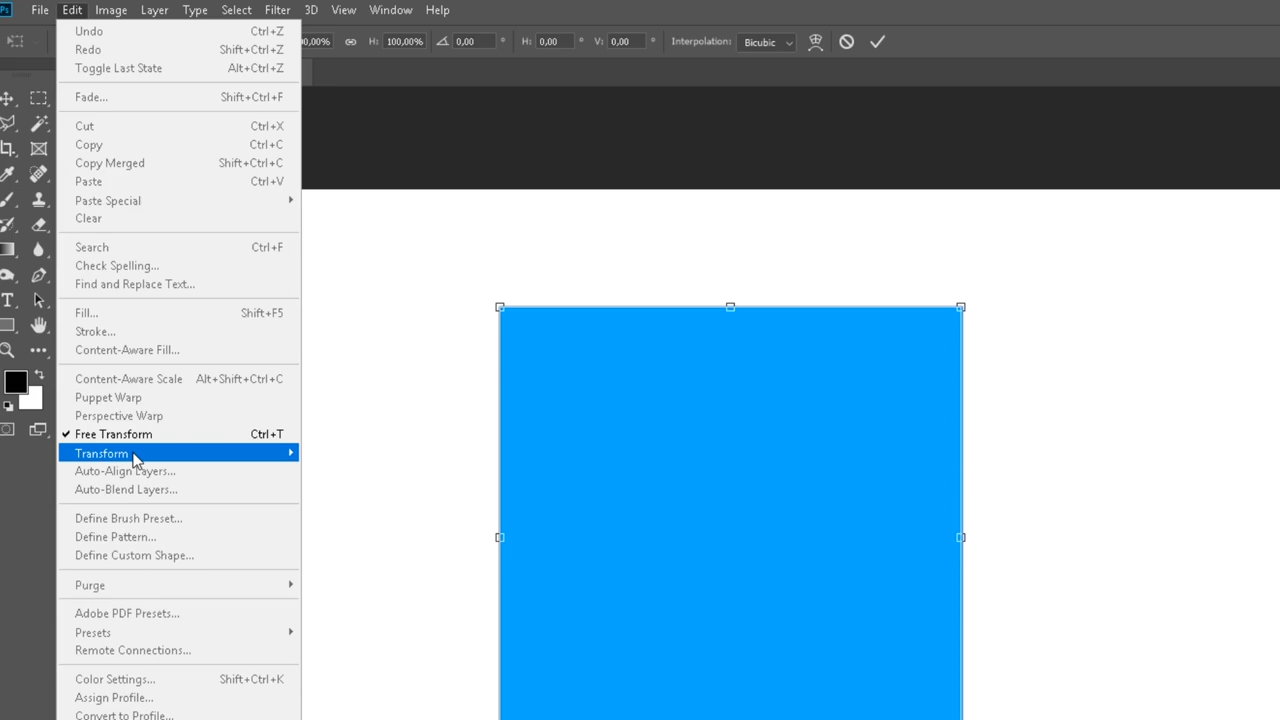 Ps File Edit Image Layer Type Select Filter 3D View Window Help
00,00% H: 100,00% 0,00 ° H: 0,00 ° V: 0,00 ° Interpolation: Bicubic
Undo Ctrl+Z
Redo Shift+Ctrl+Z
Toggle Last State Alt+Ctrl+Z
Fade... Shift+Ctrl+F
Cut Ctrl+X
Copy Ctrl+C
Copy Merged Shift+Ctrl+C
Paste Ctrl+V
Paste Special
Clear
Search Ctrl+F
Check Spelling...
Find and Replace Text...
Fill... Shift+F5
Stroke...
Content-Aware Fill...
Content-Aware Scale Alt+Shift+Ctrl+C
Puppet Warp
Perspective Warp
Free Transform Ctrl+T
Transform
Auto-Align Layers...
Auto-Blend Layers...
Define Brush Preset...
Define Pattern...
Define Custom Shape...
Purge
Adobe PDF Presets...
Presets
Remote Connections...
Color Settings... Shift+Ctrl+K
Assign Profile...
Convert to Profile...